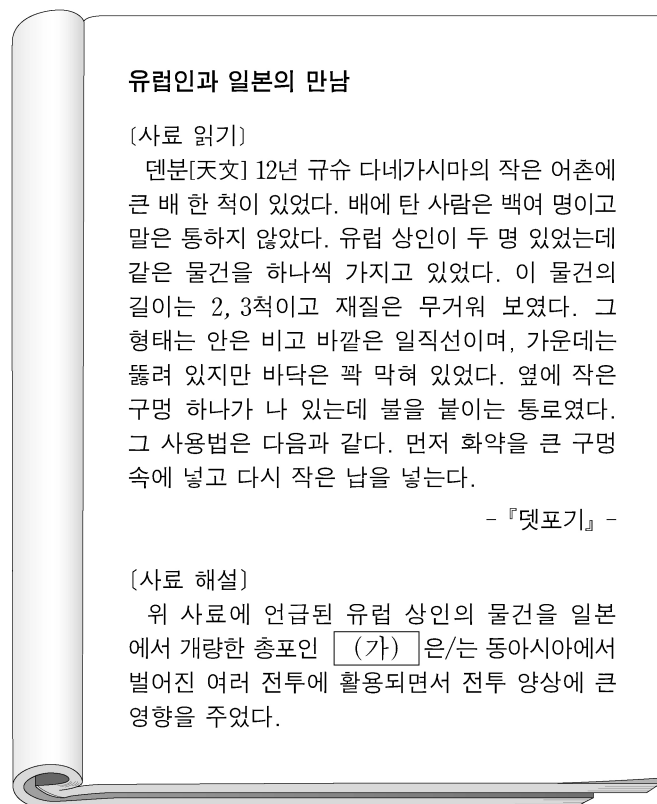 유럽인과 일본의 만남
〔사료 읽기〕
덴분[天文] 12년 규슈 다네가시마의 작은 어촌에
큰 배 한 척이 있었다. 배에 탄 사람은 백여 명이고
말은 통하지 않았다. 유럽 상인이 두 명 있었는데
같은 물건을 하나씩 가지고 있었다. 이 물건의
길이는 2, 3척이고 재질은 무거워 보였다. 그
형태는 안은 비고 바깥은 일직선이며, 가운데는
뚫려 있지만 바닥은 꽉 막혀 있었다. 옆에 작은
구멍 하나가 나 있는데 불을 붙이는 통로였다.
그 사용법은 다음과 같다. 먼저 화약을 큰 구멍
속에 넣고 다시 작은 납을 넣는다.
-『뎃포기』-
〔사료 해설〕
위 사료에 언급된 유럽 상인의 물건을 일본
에서 개량한 총포인 (가) 은/는 동아시아에서
벌어진 여러 전투에 활용되면서 전투 양상에 큰
영향을 주었다.